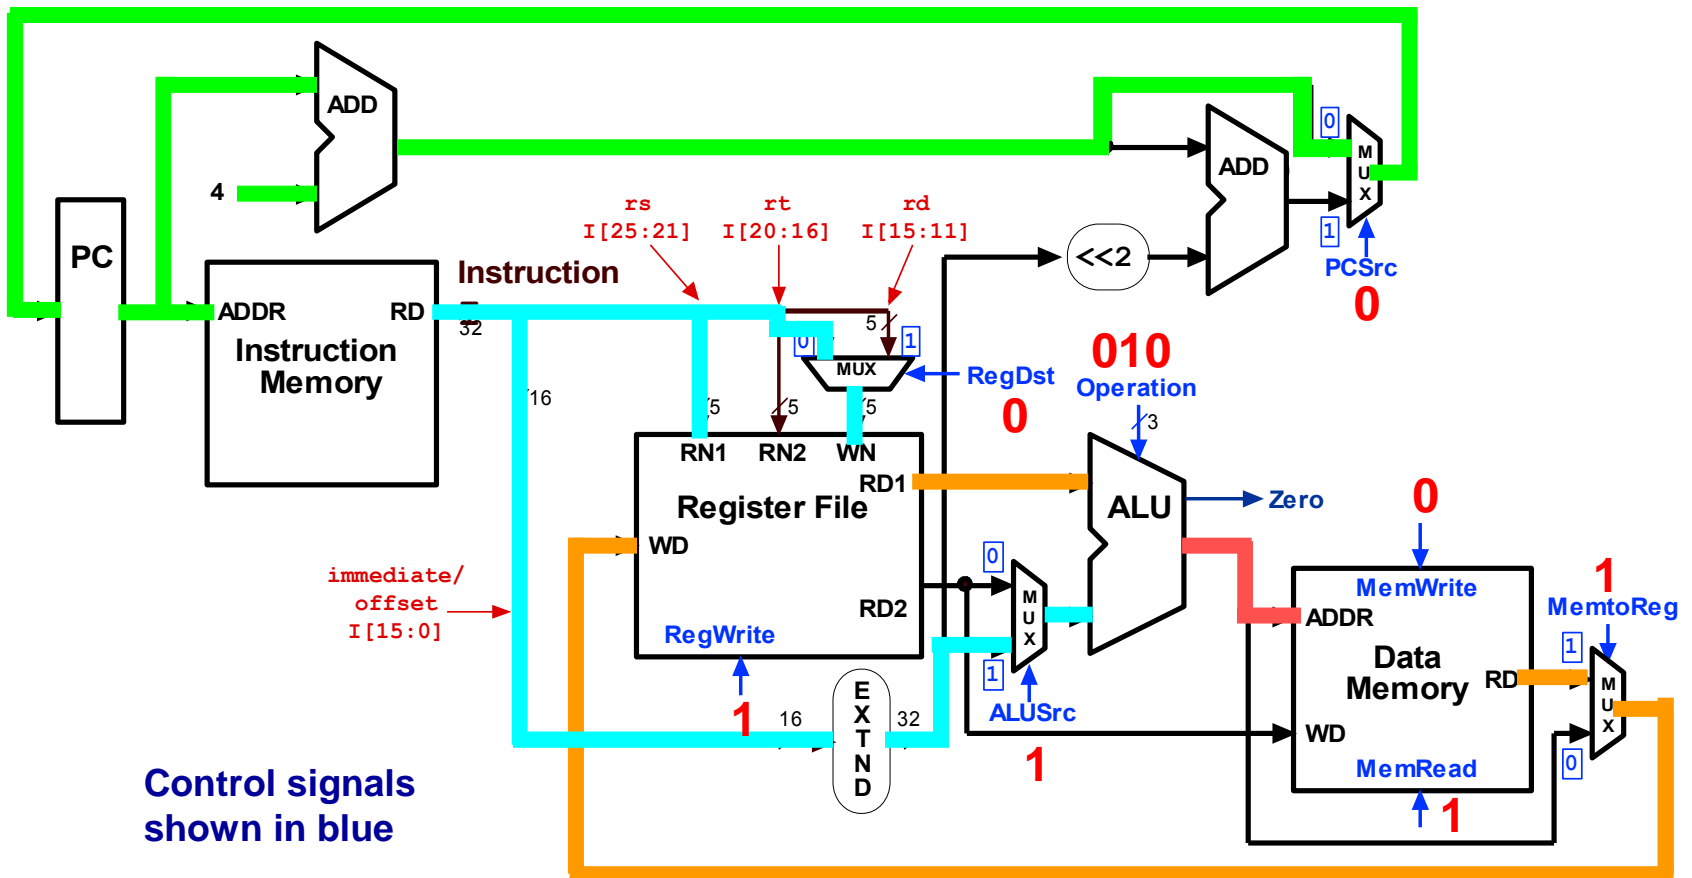 ADD
0
M
U
X
ADD
4
rs
rt
rd
I[25:21]
I[20:16]
I[15:11]
1
PC
<<2
PCSrc
Instruction
0
ADDR
RD
32
5
Instruction
Memory
0
1
MUX
010
RegDst
Operation
16
5
5
5
0
3
RN1
RN2
WN
RD1
Register File
ALU
Zero
0
WD
0
immediate/
offset
I[15:0]
M
U
X
MemWrite
1
MemtoReg
RD2
ADDR
RegWrite
1
1
Data
Memory
RD
M
U
X
E
X
T
N
D
16
32
ALUSrc
1
1
WD
0
MemRead
1
Control signals
shown in blue